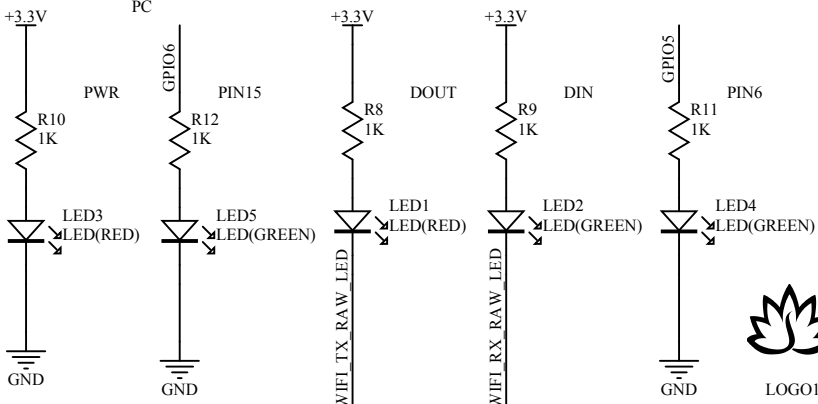 PC
+3.3V
R10
1K
PWR
LED3
LED(RED)
GND
GPIO6
R12
1K
PIN15
LED5
LED(GREEN)
GND
+3.3V
R8
1K
DOUT
LED1
LED(RED)
WIFI_TX_RAW_LED
+3.3V
R9
1K
DIN
LED2
LED(GREEN)
WIFI_RX_RAW_LED
GPIO5
R11
1K
PIN6
LED4
LED(GREEN)
GND
LOGO1